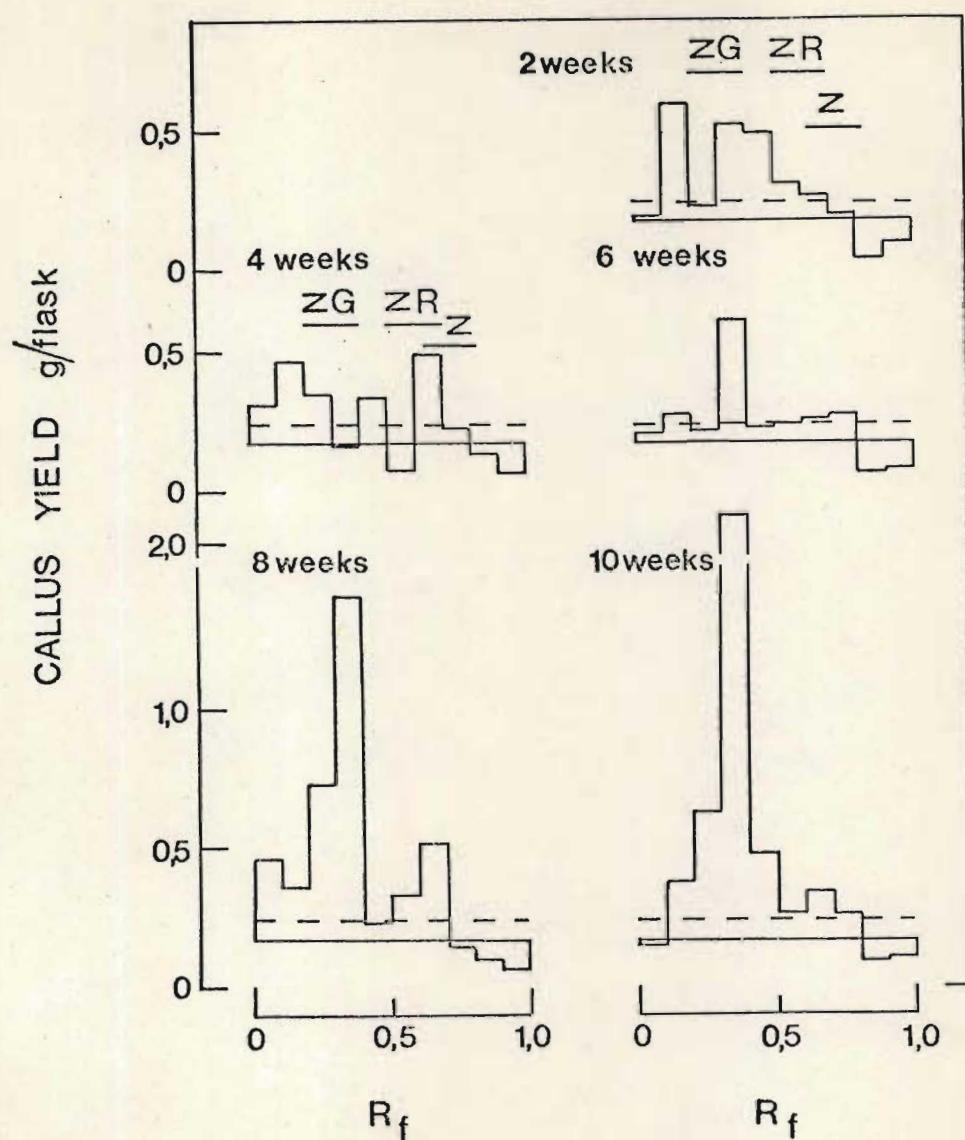 CALLUS YIELD g/flask
2 weeks
ZG
ZR
Z
0,5
0
4 weeks
ZG
ZR
Z
6 weeks
0,5
0
2,0
8 weeks
10 weeks
1,0
0,5
0
0 0,5 1,0
0 0,5 1,0
Rf
Rf